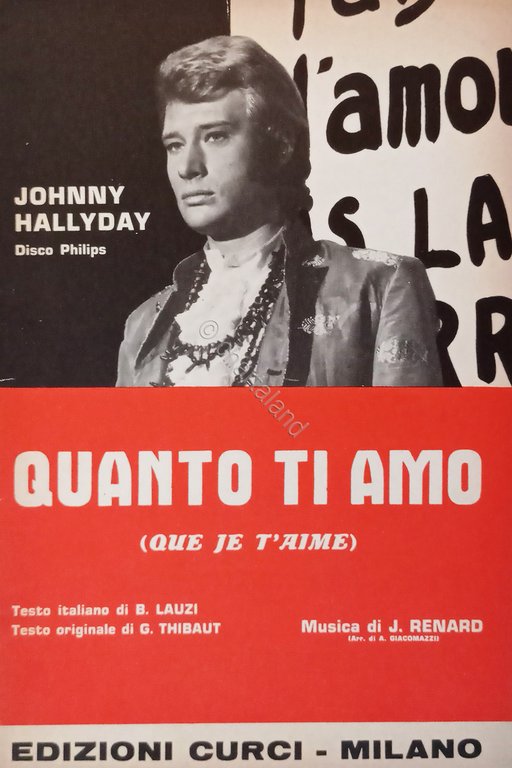 l'amou
S LA
RR
JOHNNY
HALLYDAY
Disco Philips
QUANTO TI AMO
(QUE JE T'AIME)
Testo italiano di B. LAUZI
Testo originale di G. THIBAUT
Musica di J. RENARD
(Arr. di A. GIACOMAZZI)
EDIZIONI CURCI - MILANO